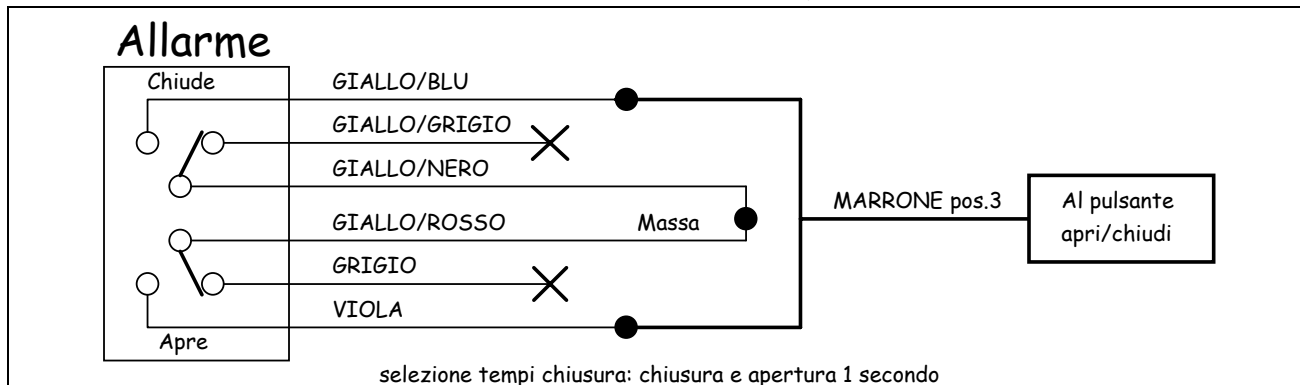 Allarme
Chiude
GIALLO/BLU
GIALLO/GRIGIO
GIALLO/NERO
GIALLO/ROSSO
Massa
GRIGIO
VIOLA
Apre
MARRONE pos.3
Al pulsante
apri/chiudi
selezione tempi chiusura: chiusura e apertura 1 secondo